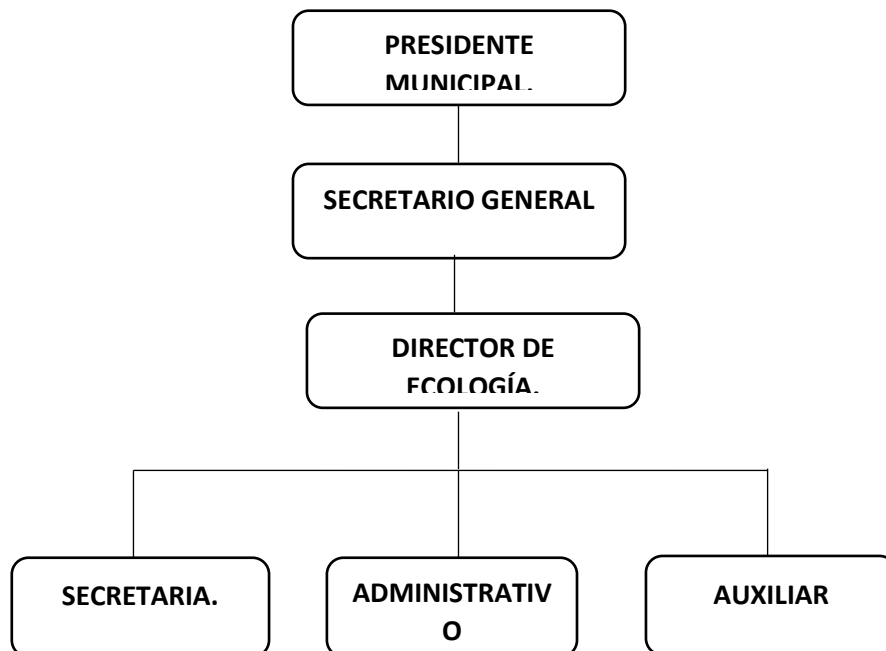 PRESIDENTE
MUNICIPAL.
SECRETARIO GENERAL
DIRECTOR DE
ECOLOGÍA.
SECRETARIA.
ADMINISTRATIV
O
AUXILIAR